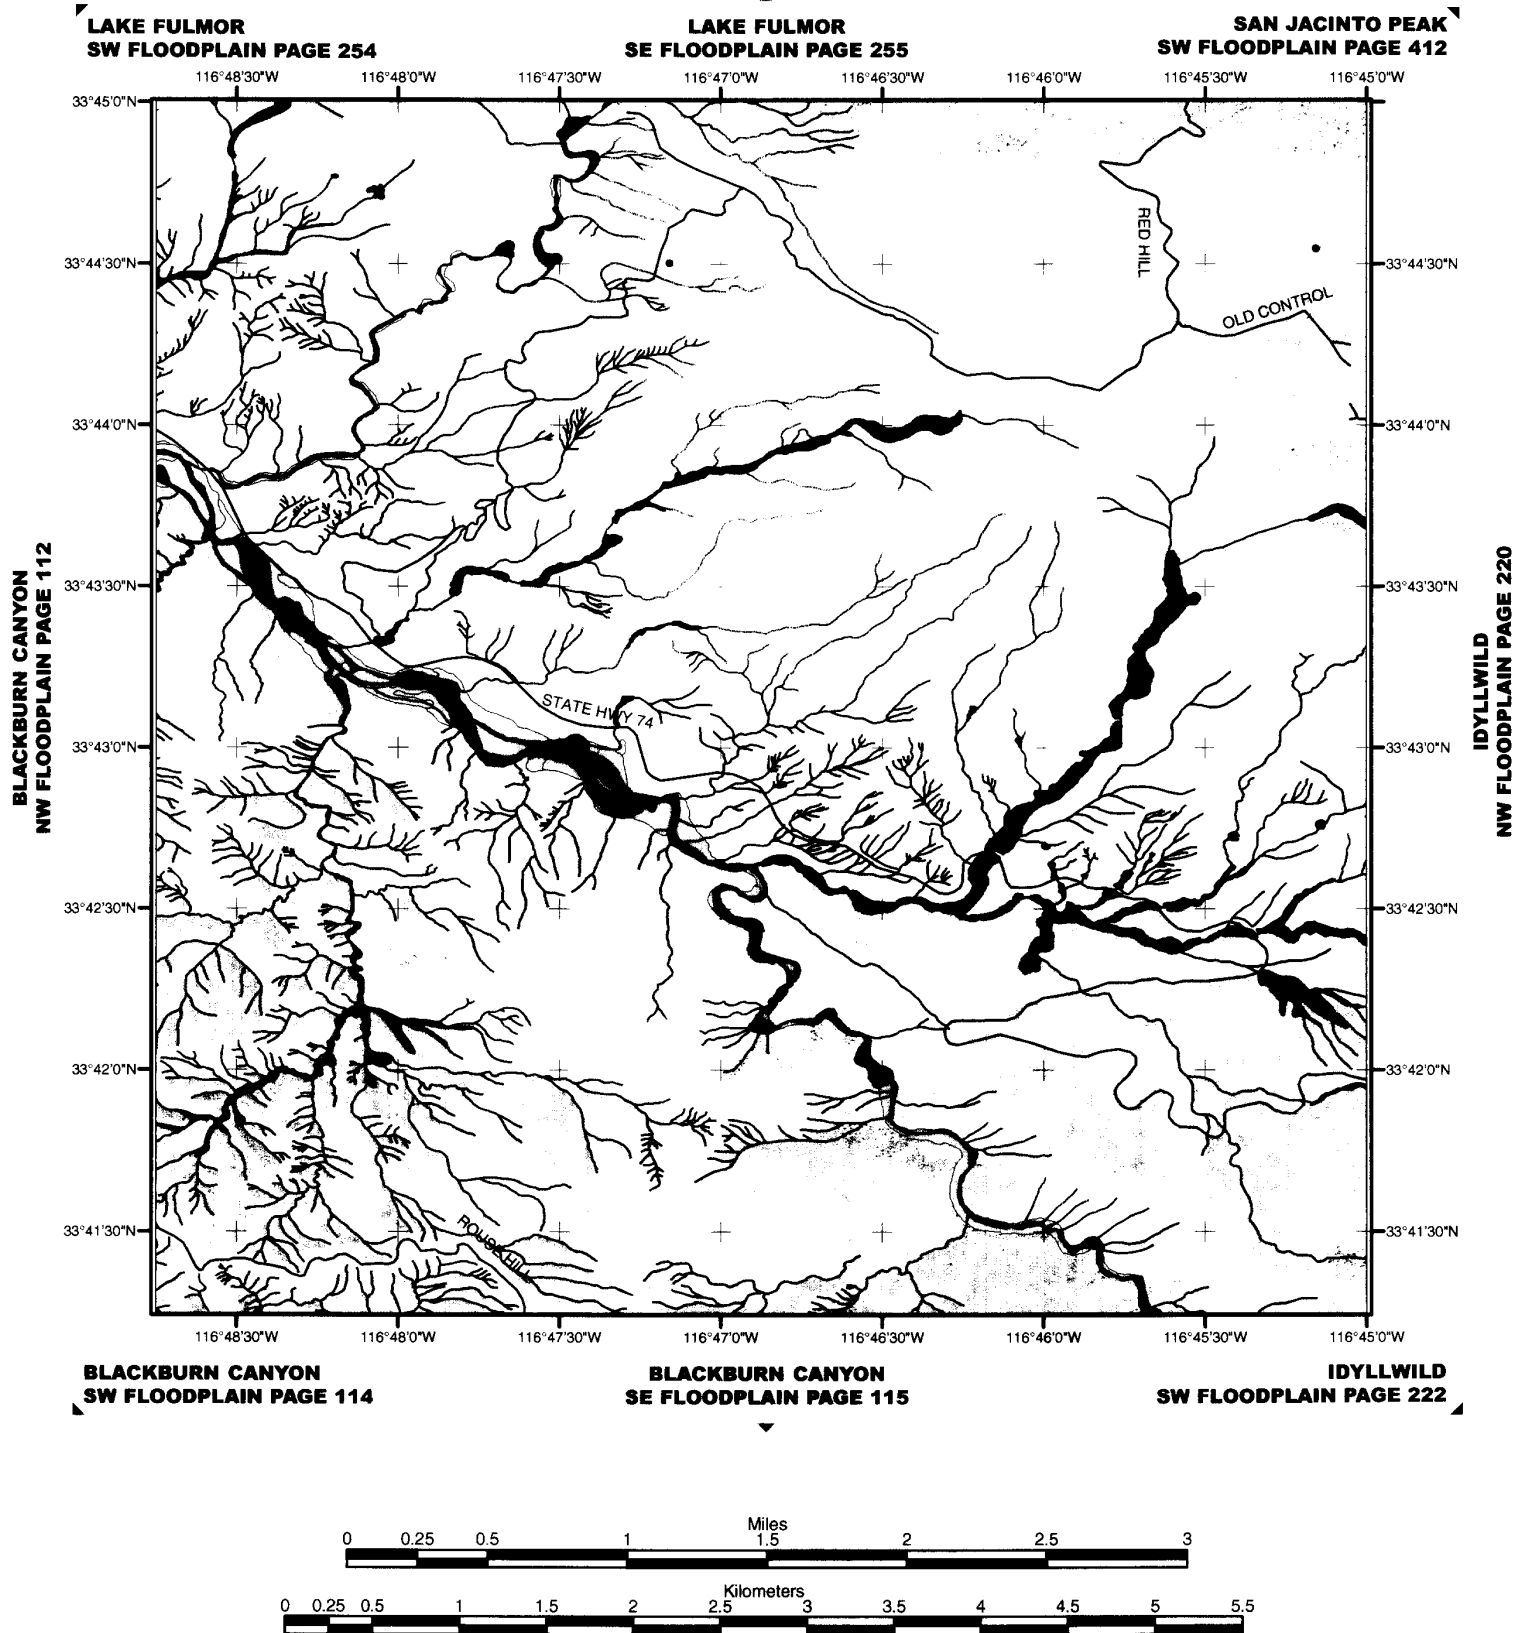 LAKE FULMOR
SW FLOODPLAIN PAGE 254
LAKE FULMOR
SE FLOODPLAIN PAGE 255
SAN JACINTO PEAK
SW FLOODPLAIN PAGE 412
116°48'30"W 116°48'0"W 116°47'30"W 116°47'0"W 116°46'30"W 116°46'0"W 116°45'30"W 116°45'0"W
33°45'0"N
RED HILL
33°44'30"N 33°44'30"N
OLD CONTROL
33°44'0"N 33°44'0"N
BLACKBURN CANYON
NW FLOODPLAIN PAGE 112
33°43'30"N 33°43'30"N
IDYLLWILD
NW FLOODPLAIN PAGE 220
STATE HWY 74
33°43'0"N 33°43'0"N
33°42'30"N 33°42'30"N
33°42'0"N 33°42'0"N
33°41'30"N 33°41'30"N
ROUSE HILL
116°48'30"W 116°48'0"W 116°47'30"W 116°47'0"W 116°46'30"W 116°46'0"W 116°45'30"W 116°45'0"W
BLACKBURN CANYON
SW FLOODPLAIN PAGE 114
BLACKBURN CANYON
SE FLOODPLAIN PAGE 115
IDYLLWILD
SW FLOODPLAIN PAGE 222
Miles
0 0.25 0.5 1 1.5 2 2.5 3
Kilometers
0 0.25 0.5 1 1.5 2 2.5 3 3.5 4 4.5 5 5.5